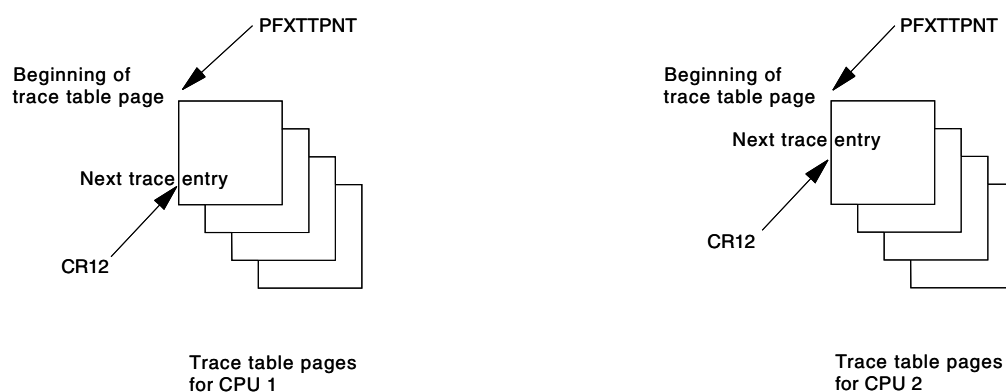 PFXTTPNT
Beginning of
trace table page
Next trace entry
CR12
Trace table pages
for CPU 1
PFXTTPNT
Beginning of
trace table page
Next trace entry
CR12
Trace table pages
for CPU 2